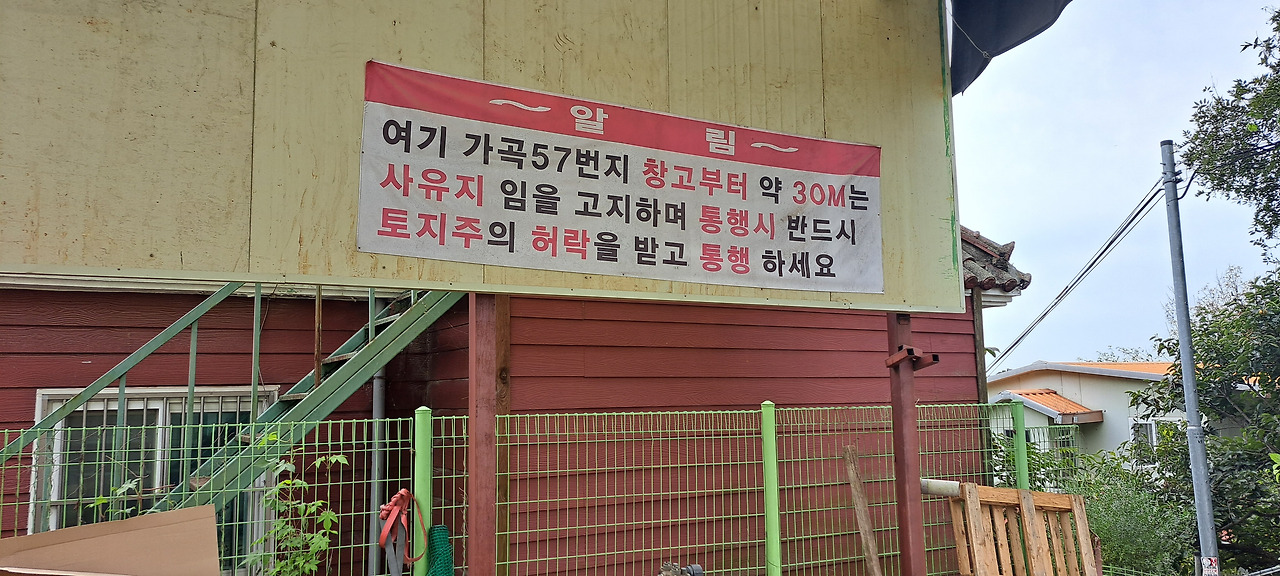 ~ 알 림 ~
여기 가곡57번지 창고부터 약 30M는
사유지 임을 고지하며 통행시 반드시
토지주의 허락을 받고 통행 하세요